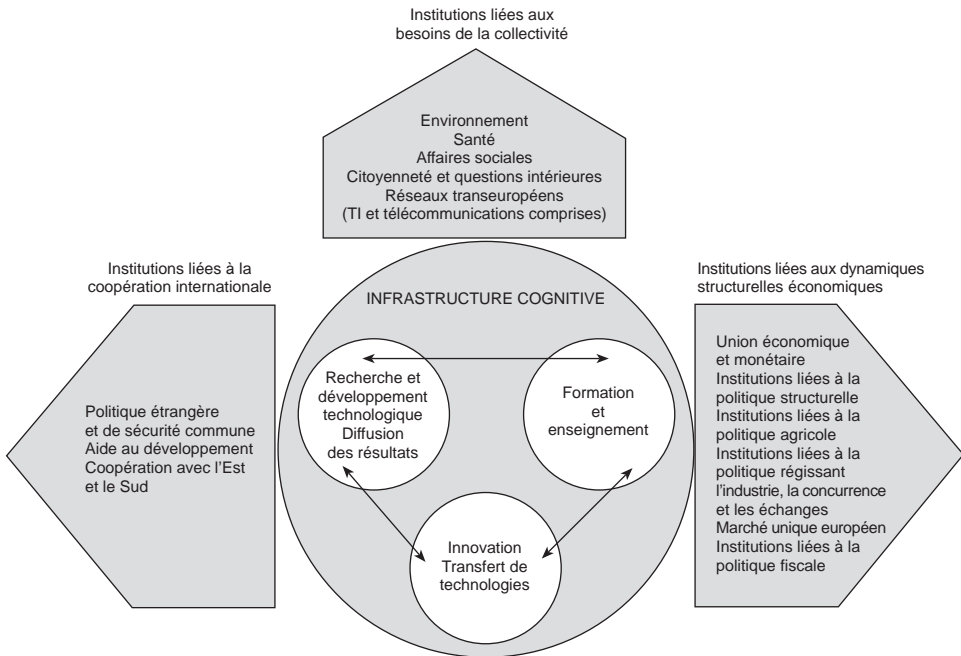 Institutions liées aux
besoins de la collectivité
Environnement
Santé
Affaires sociales
Citoyenneté et questions intérieures
Réseaux transeuropéens
(TI et télécommunications comprises)
Institutions liées à la
coopération internationale
Politique étrangère
et de sécurité commune
Aide au développement
Coopération avec l'Est
et le Sud
INFRASTRUCTURE COGNITIVE
Recherche et
développement
technologique
Diffusion
des résultats
Formation
et
enseignement
Innovation
Transfert de
technologies
Institutions liées aux dynamiques
structurelles économiques
Union économique
et monétaire
Institutions liées à la
politique structurelle
Institutions liées à la
politique agricole
Institutions liées à la
politique régissant
l'industrie, la concurrence
et les échanges
Marché unique européen
Institutions liées à la
politique fiscale